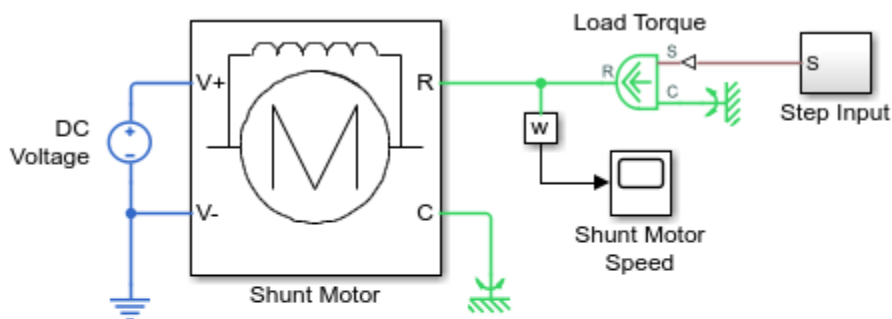 Load Torque
V+
M
R
R
S
C
S
Step Input
DC
Voltage
w
V-
C
Shunt Motor
Shunt Motor
Speed